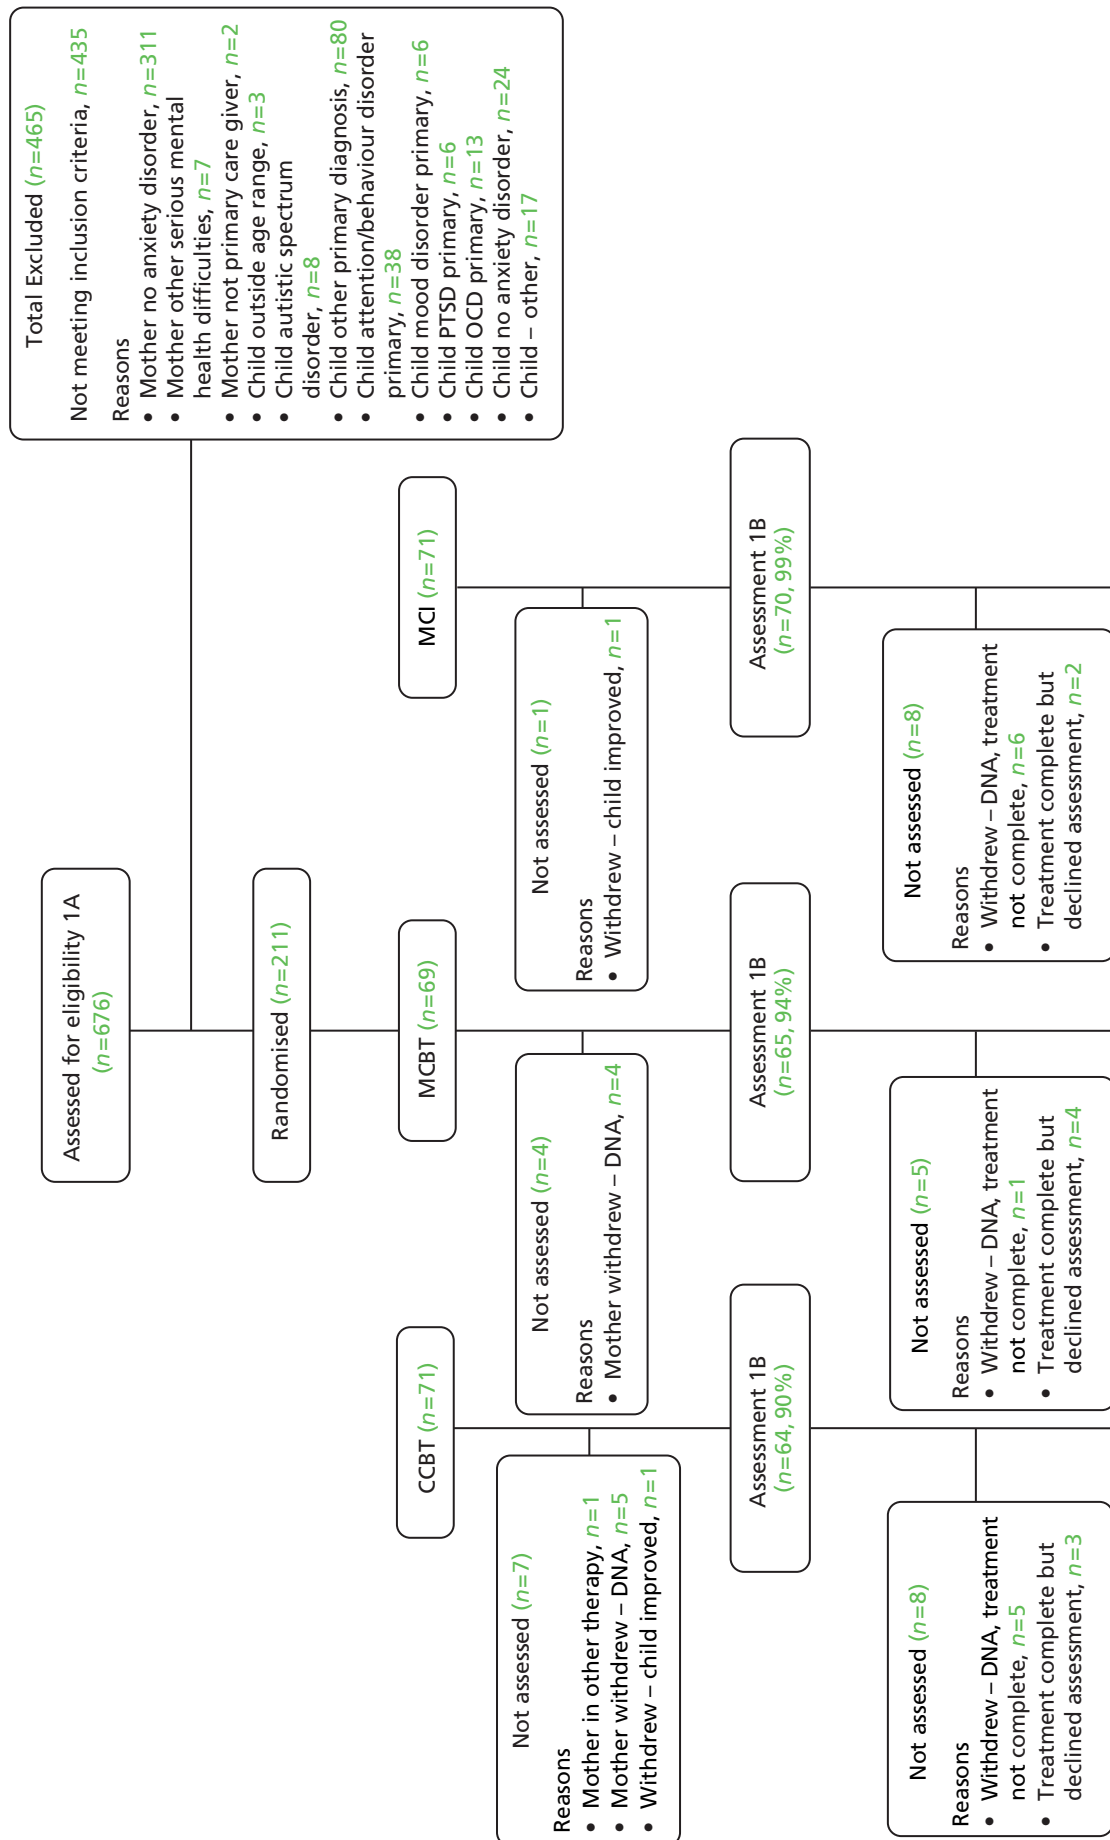 Assessed for eligibility 1A
(n=676)
Total Excluded (n=465)
Not meeting inclusion criteria, n=435
Reasons
• Mother no anxiety disorder, n=311
• Mother other serious mental
health difficulties, n=7
• Mother not primary care giver, n=2
• Child outside age range, n=3
• Child autistic spectrum
disorder, n=8
• Child other primary diagnosis, n=80
• Child attention/behaviour disorder
primary, n=38
• Child mood disorder primary, n=6
• Child PTSD primary, n=6
• Child OCD primary, n=13
• Child no anxiety disorder, n=24
• Child – other, n=17
Randomised (n=211)
CCBT (n=71)
MCBT (n=69)
MCI (n=71)
Not assessed (n=7)
Reasons
• Mother in other therapy, n=1
• Mother withdrew – DNA, n=5
• Withdrew – child improved, n=1
Not assessed (n=4)
Reasons
• Mother withdrew – DNA, n=4
Not assessed (n=1)
Reasons
• Withdrew – child improved, n=1
Assessment 1B
(n=64, 90%)
Assessment 1B
(n=65, 94%)
Assessment 1B
(n=70, 99%)
Not assessed (n=8)
Reasons
• Withdrew – DNA, treatment
not complete, n=5
• Treatment complete but
declined assessment, n=3
Not assessed (n=5)
Reasons
• Withdrew – DNA, treatment
not complete, n=1
• Treatment complete but
declined assessment, n=4
Not assessed (n=8)
Reasons
• Withdrew – DNA, treatment
not complete, n=6
• Treatment complete but
declined assessment, n=2